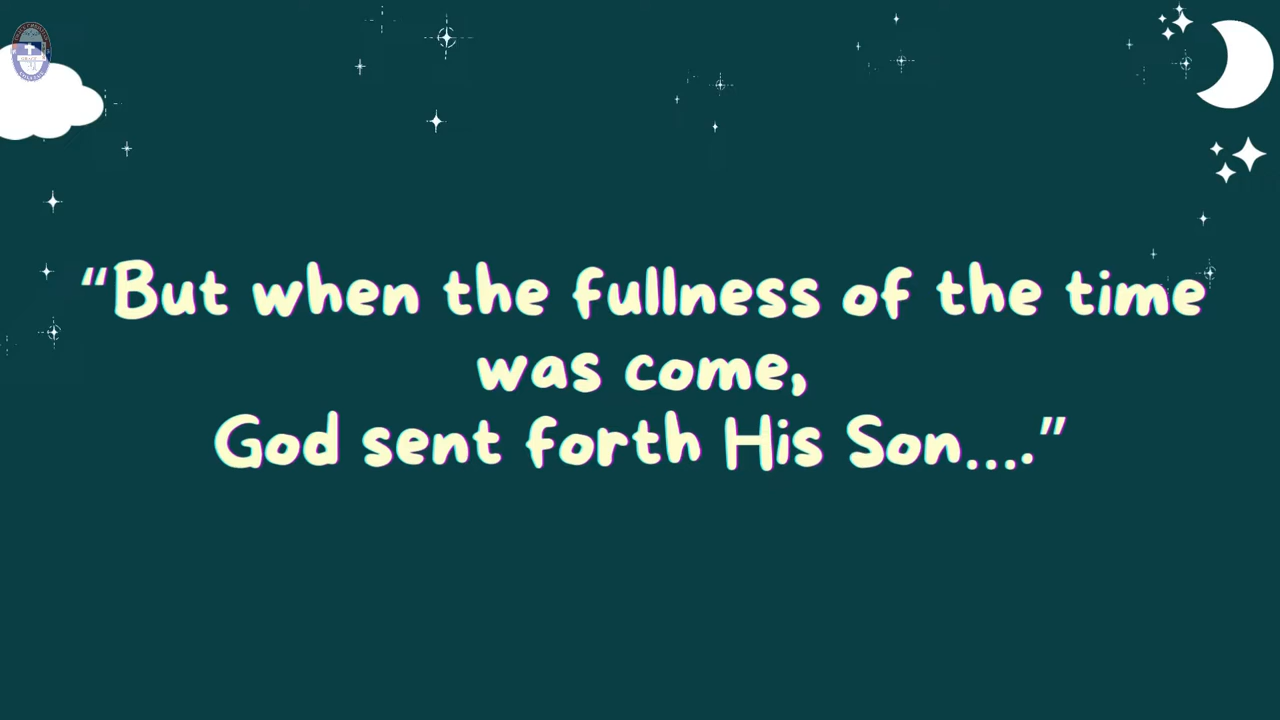 “But when the fullness of the time
was come,
God sent forth His Son....”